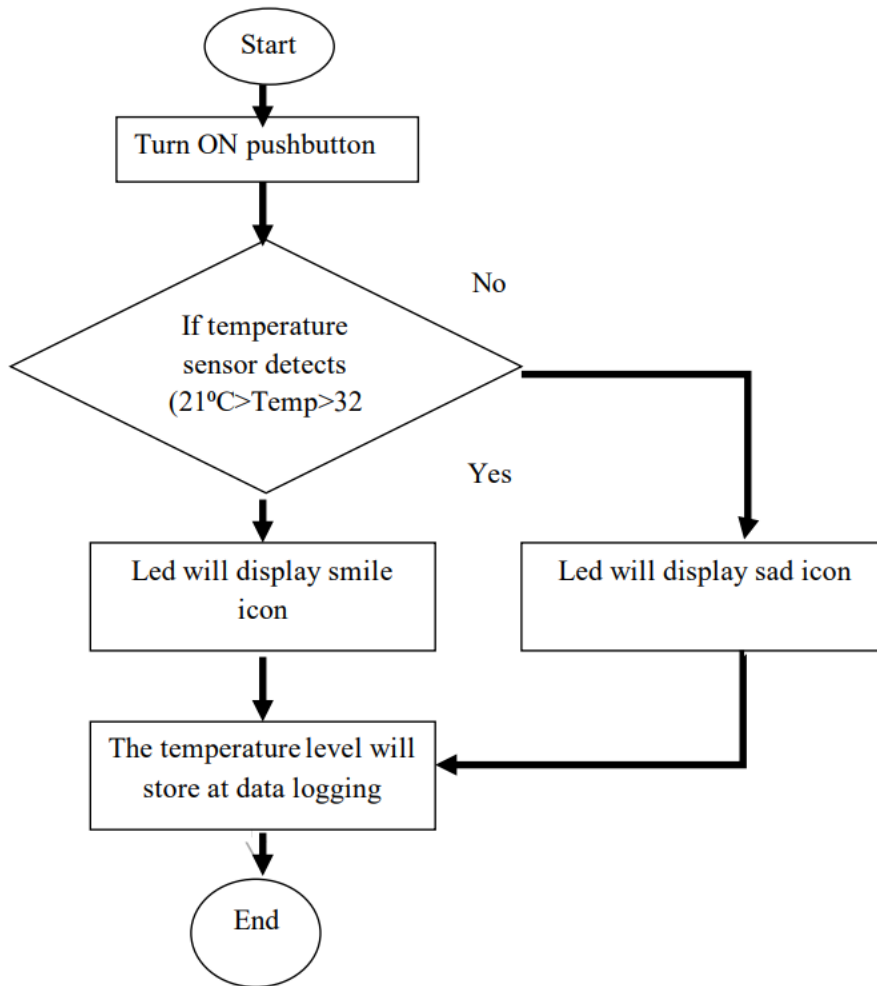 Start
Turn ON pushbutton
No
If temperature
sensor detects
(21⁰C>Temp>32
Yes
Led will display smile
icon
Led will display sad icon
The temperature level will
store at data logging
End